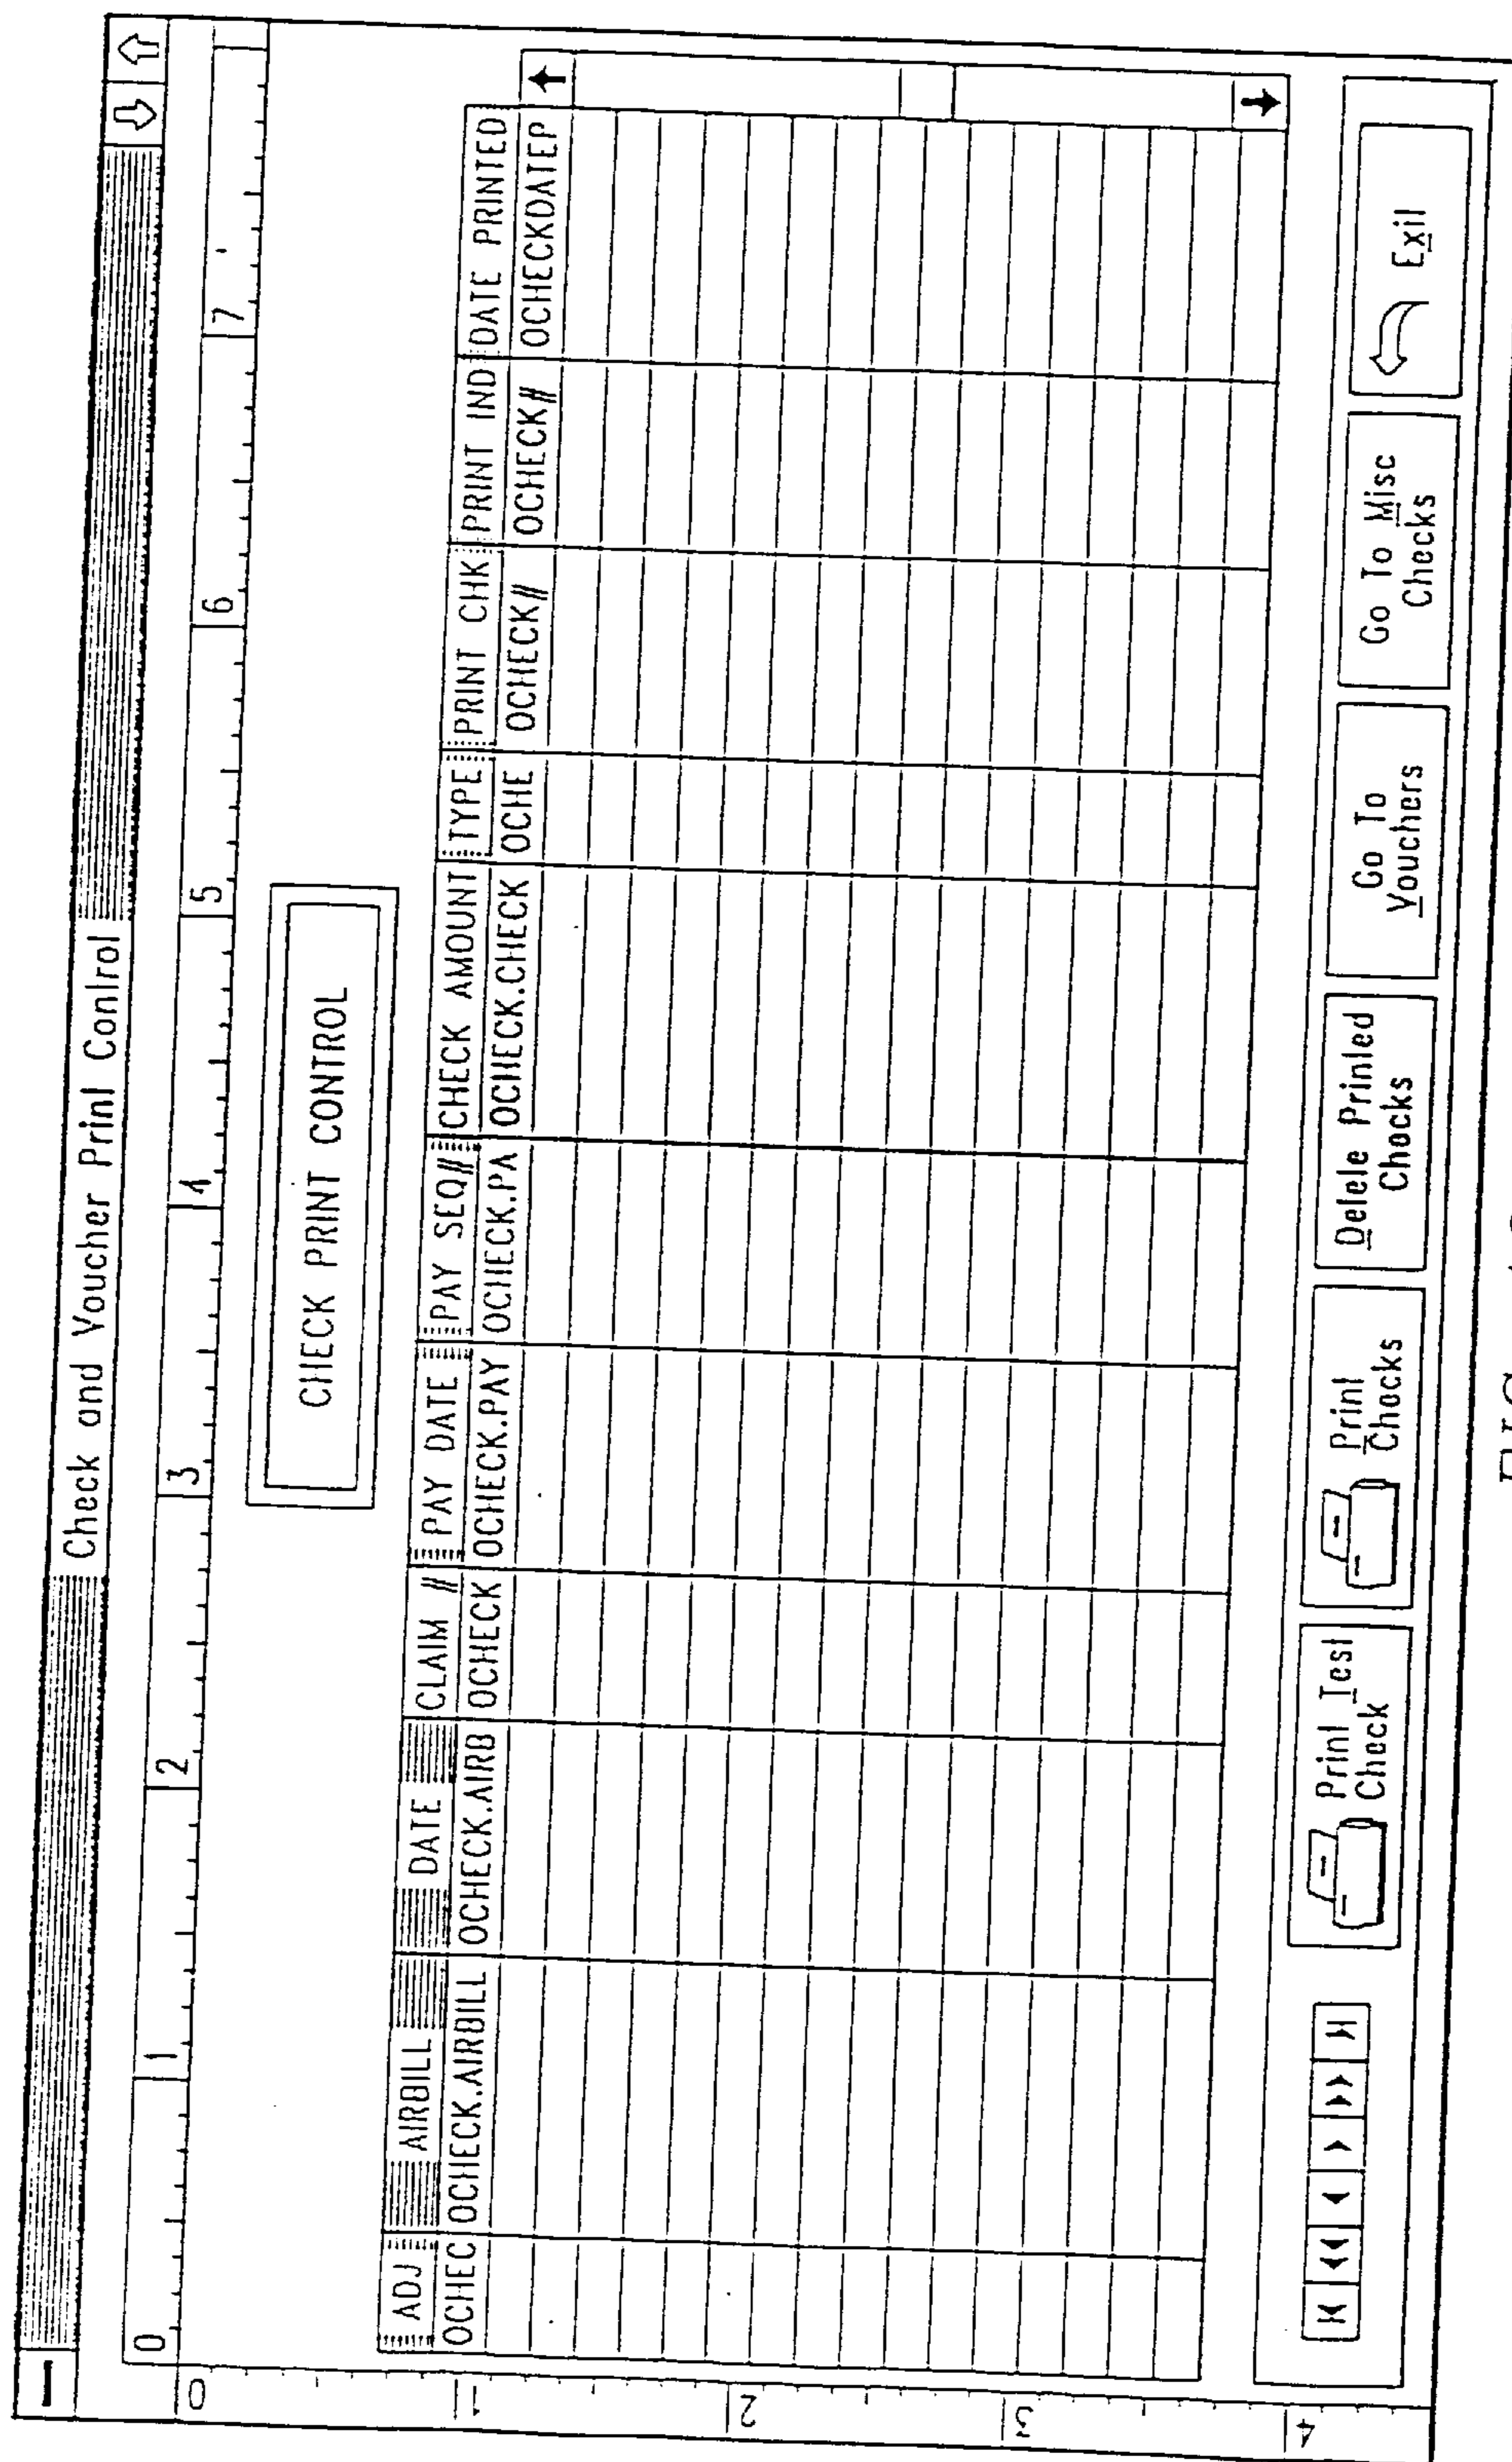 Check and Voucher Print Control
0 1 2 3 4 5 6 7
0
1
2
3
4
CHECK PRINT CONTROL
ADJ AIRBILL DATE CLAIM # PAY DATE PAY SEQ# CHECK AMOUNT TYPE PRINT CHK PRINT IND DATE PRINTED
OCHEC OCHECK.AIRBILL OCHECK.AIRB OCHECK OCHECK.PAY OCHECK.PA OCHECK.CHECK OCHE OCHECK# OCHECK# OCHECKDATEP
Print Test
Check
Print
Checks
Delete Printed
Checks
Go To
Vouchers
Go To Misc
Checks
Exit